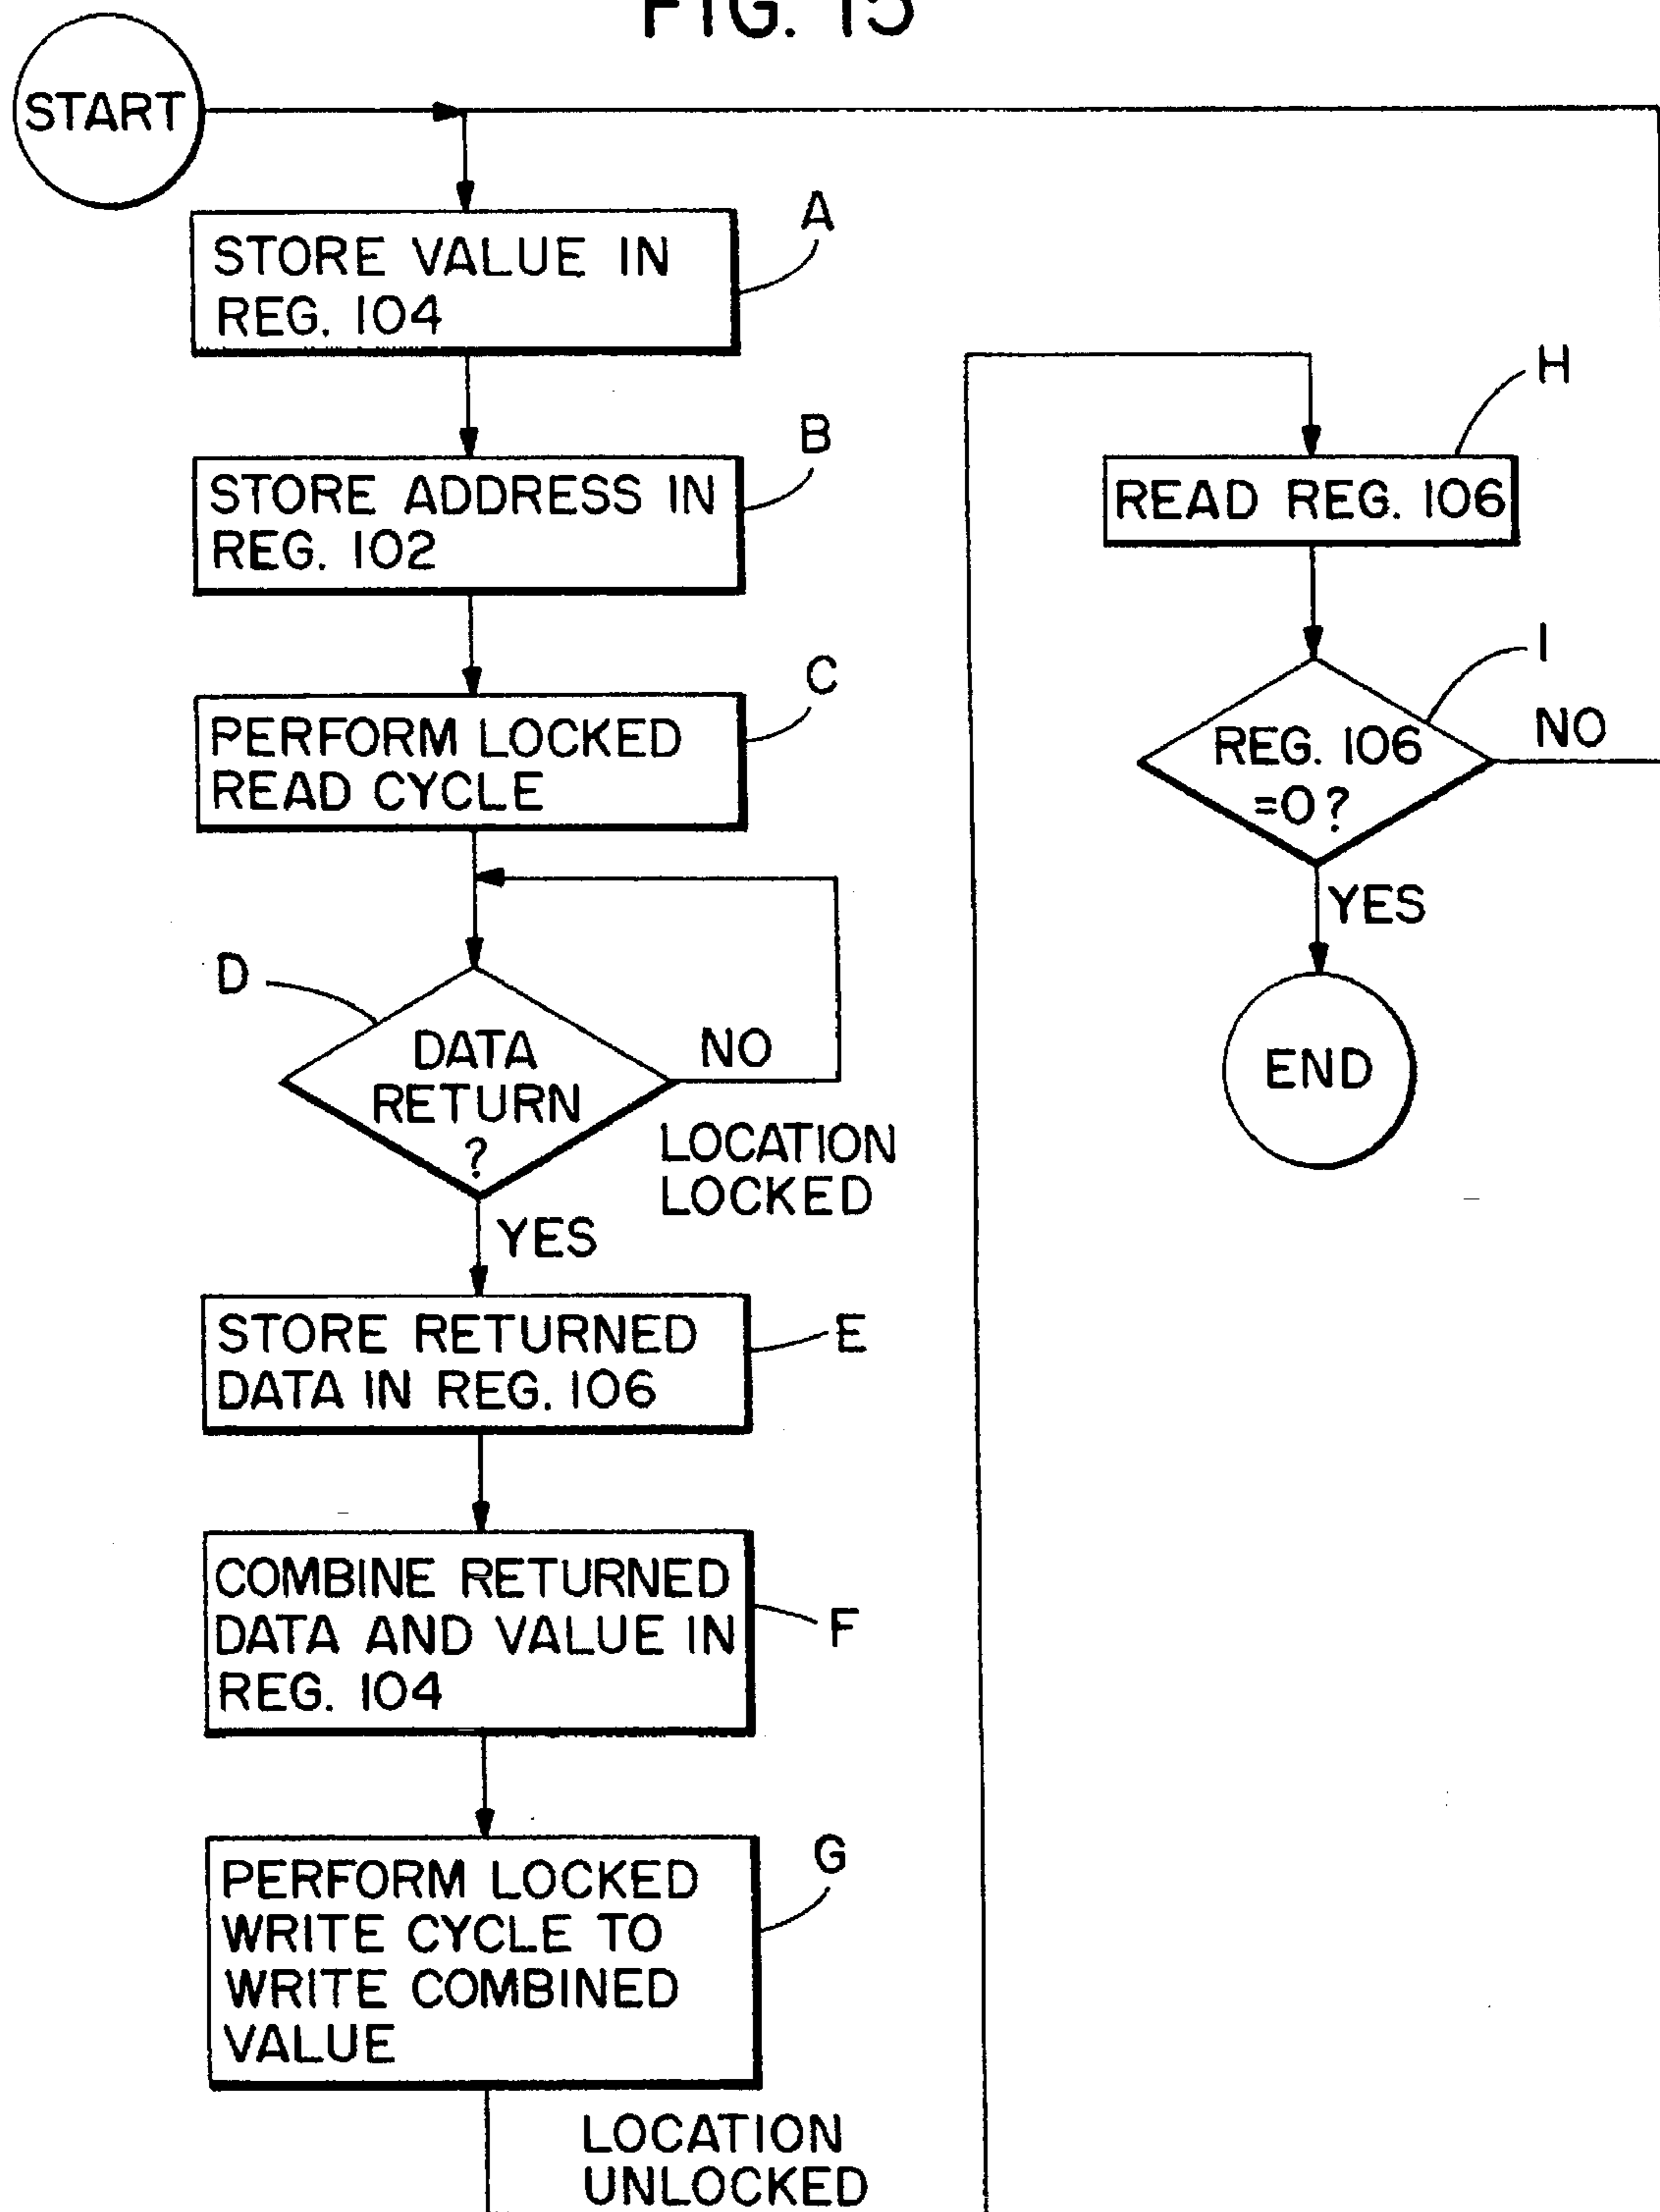 FIG. 15
START
A
STORE VALUE IN
REG. 104
B
STORE ADDRESS IN
REG. 102
C
PERFORM LOCKED
READ CYCLE
D
DATA
RETURN
?
NO
LOCATION
LOCKED
YES
E
STORE RETURNED
DATA IN REG. 106
F
COMBINE RETURNED
DATA AND VALUE IN
REG. 104
G
PERFORM LOCKED
WRITE CYCLE TO
WRITE COMBINED
VALUE
LOCATION
UNLOCKED
H
READ REG. 106
I
REG. 106
=0?
NO
YES
END